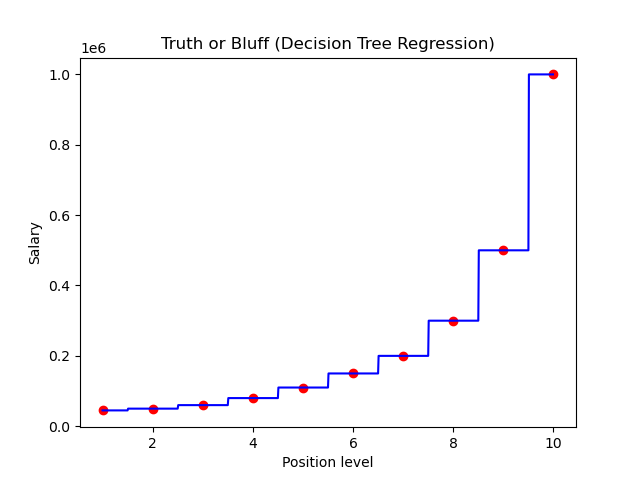 Truth or Bluff (Decision Tree Regression)
1e6
1.0
0.8
0.6
0.4
0.2
0.0
Salary
2 4 6 8 10
Position level